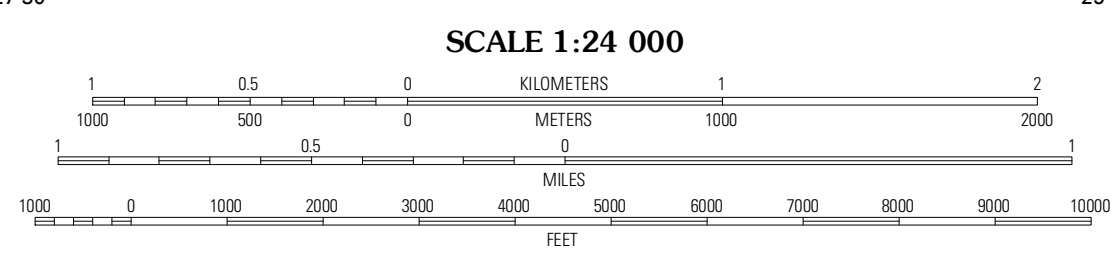 SCALE 1:24 000
1 0.5 0 KILOMETERS 1 2
1000 500 0 METERS 1000 2000
1 0.5 0 1
MILES
1000 0 1000 2000 3000 4000 5000 6000 7000 8000 9000 10000
FEET